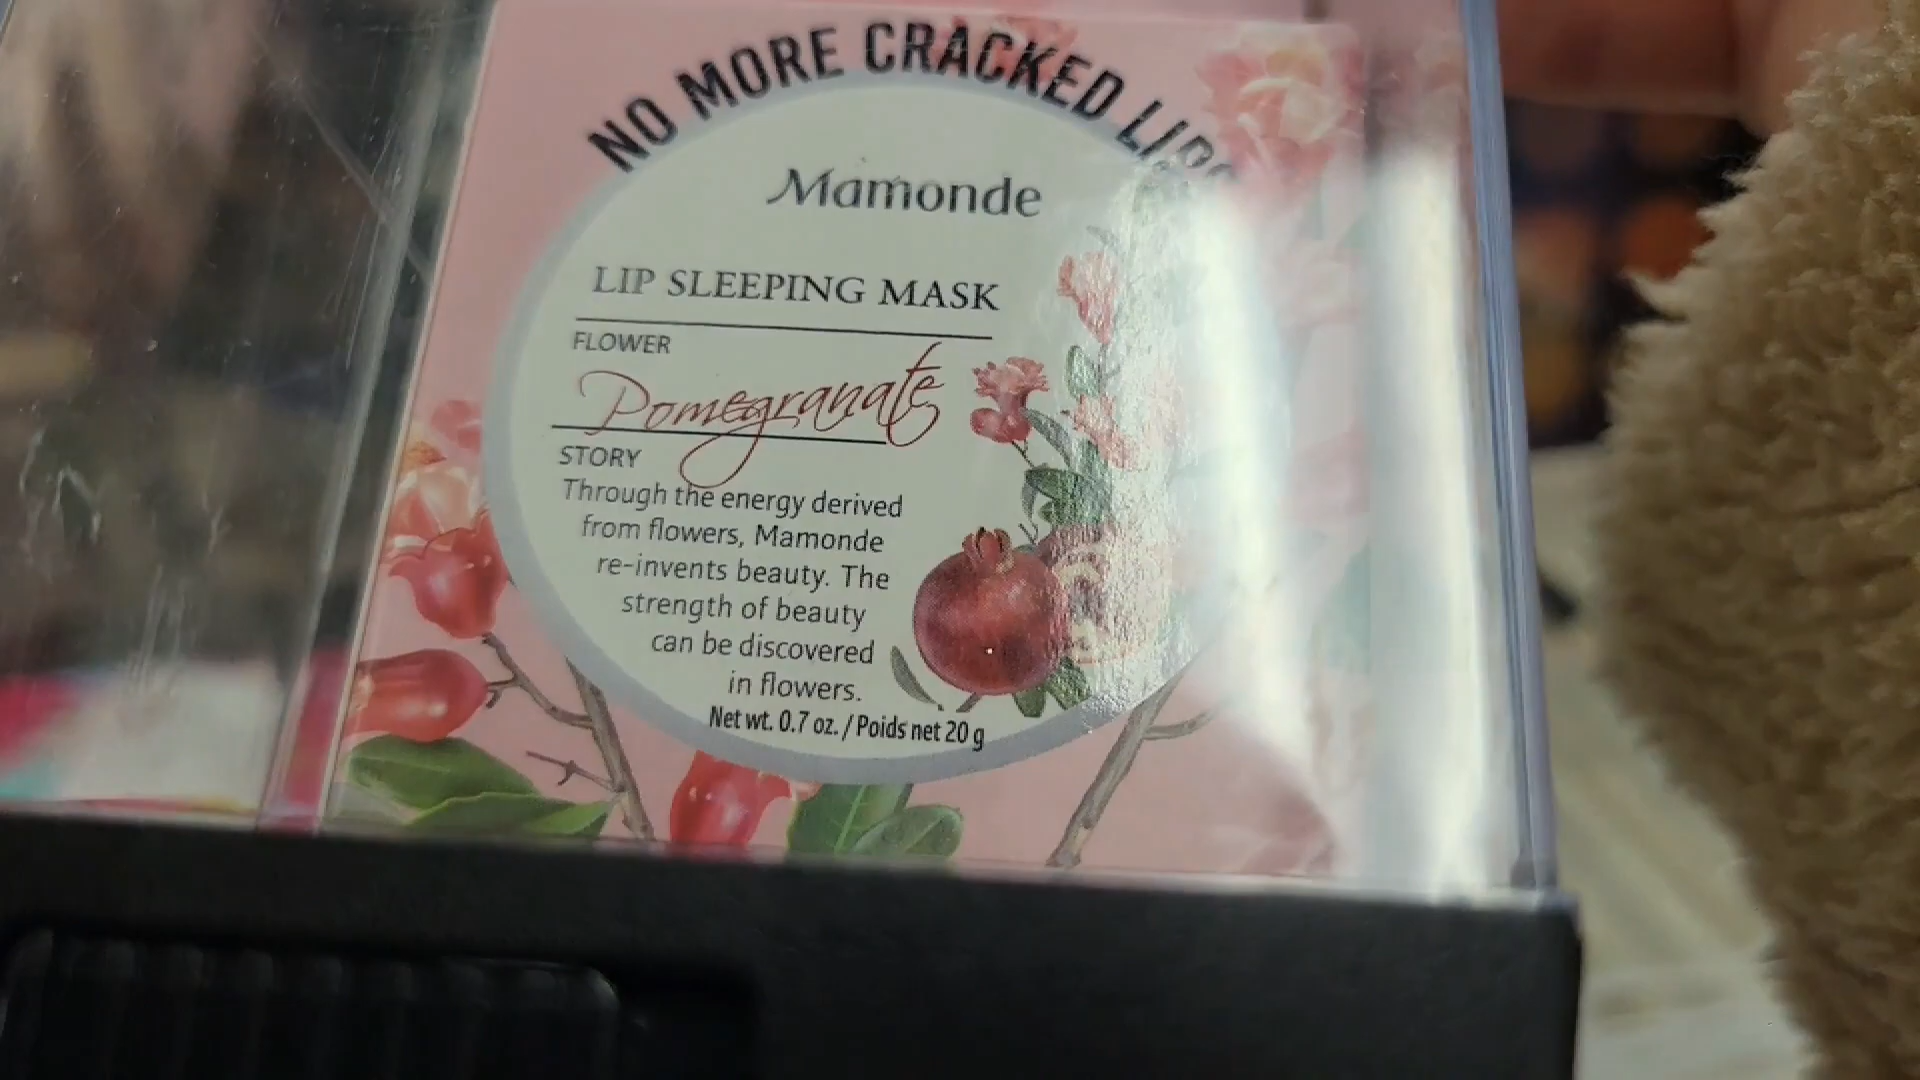 NO MORE CRACKED LIPS
Mamonde
LIP SLEEPING MASK
FLOWER
Pomegranate
STORY
Through the energy derived
from flowers, Mamonde
re-invents beauty. The
strength of beauty
can be discovered
in flowers.
Net wt. 0.7 oz. / Poids net 20 g